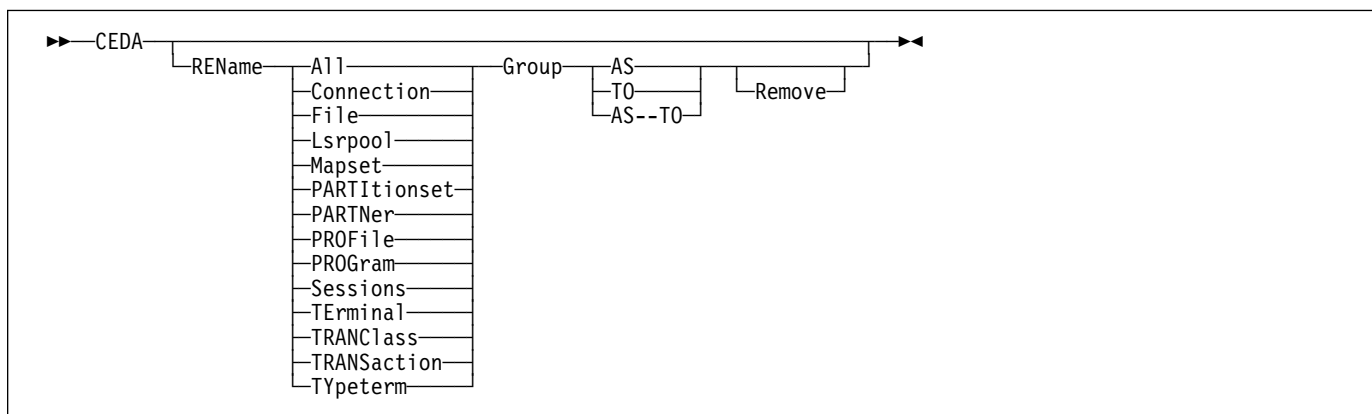 ▶▶──CEDA
REName All Group AS
Connection TO Remove
File AS--TO
Lsrpool
Mapset
PARTItionset
PARTNer
PROFile
PROGram
Sessions
TErminal
TRANClass
TRANSaction
TYpeterm